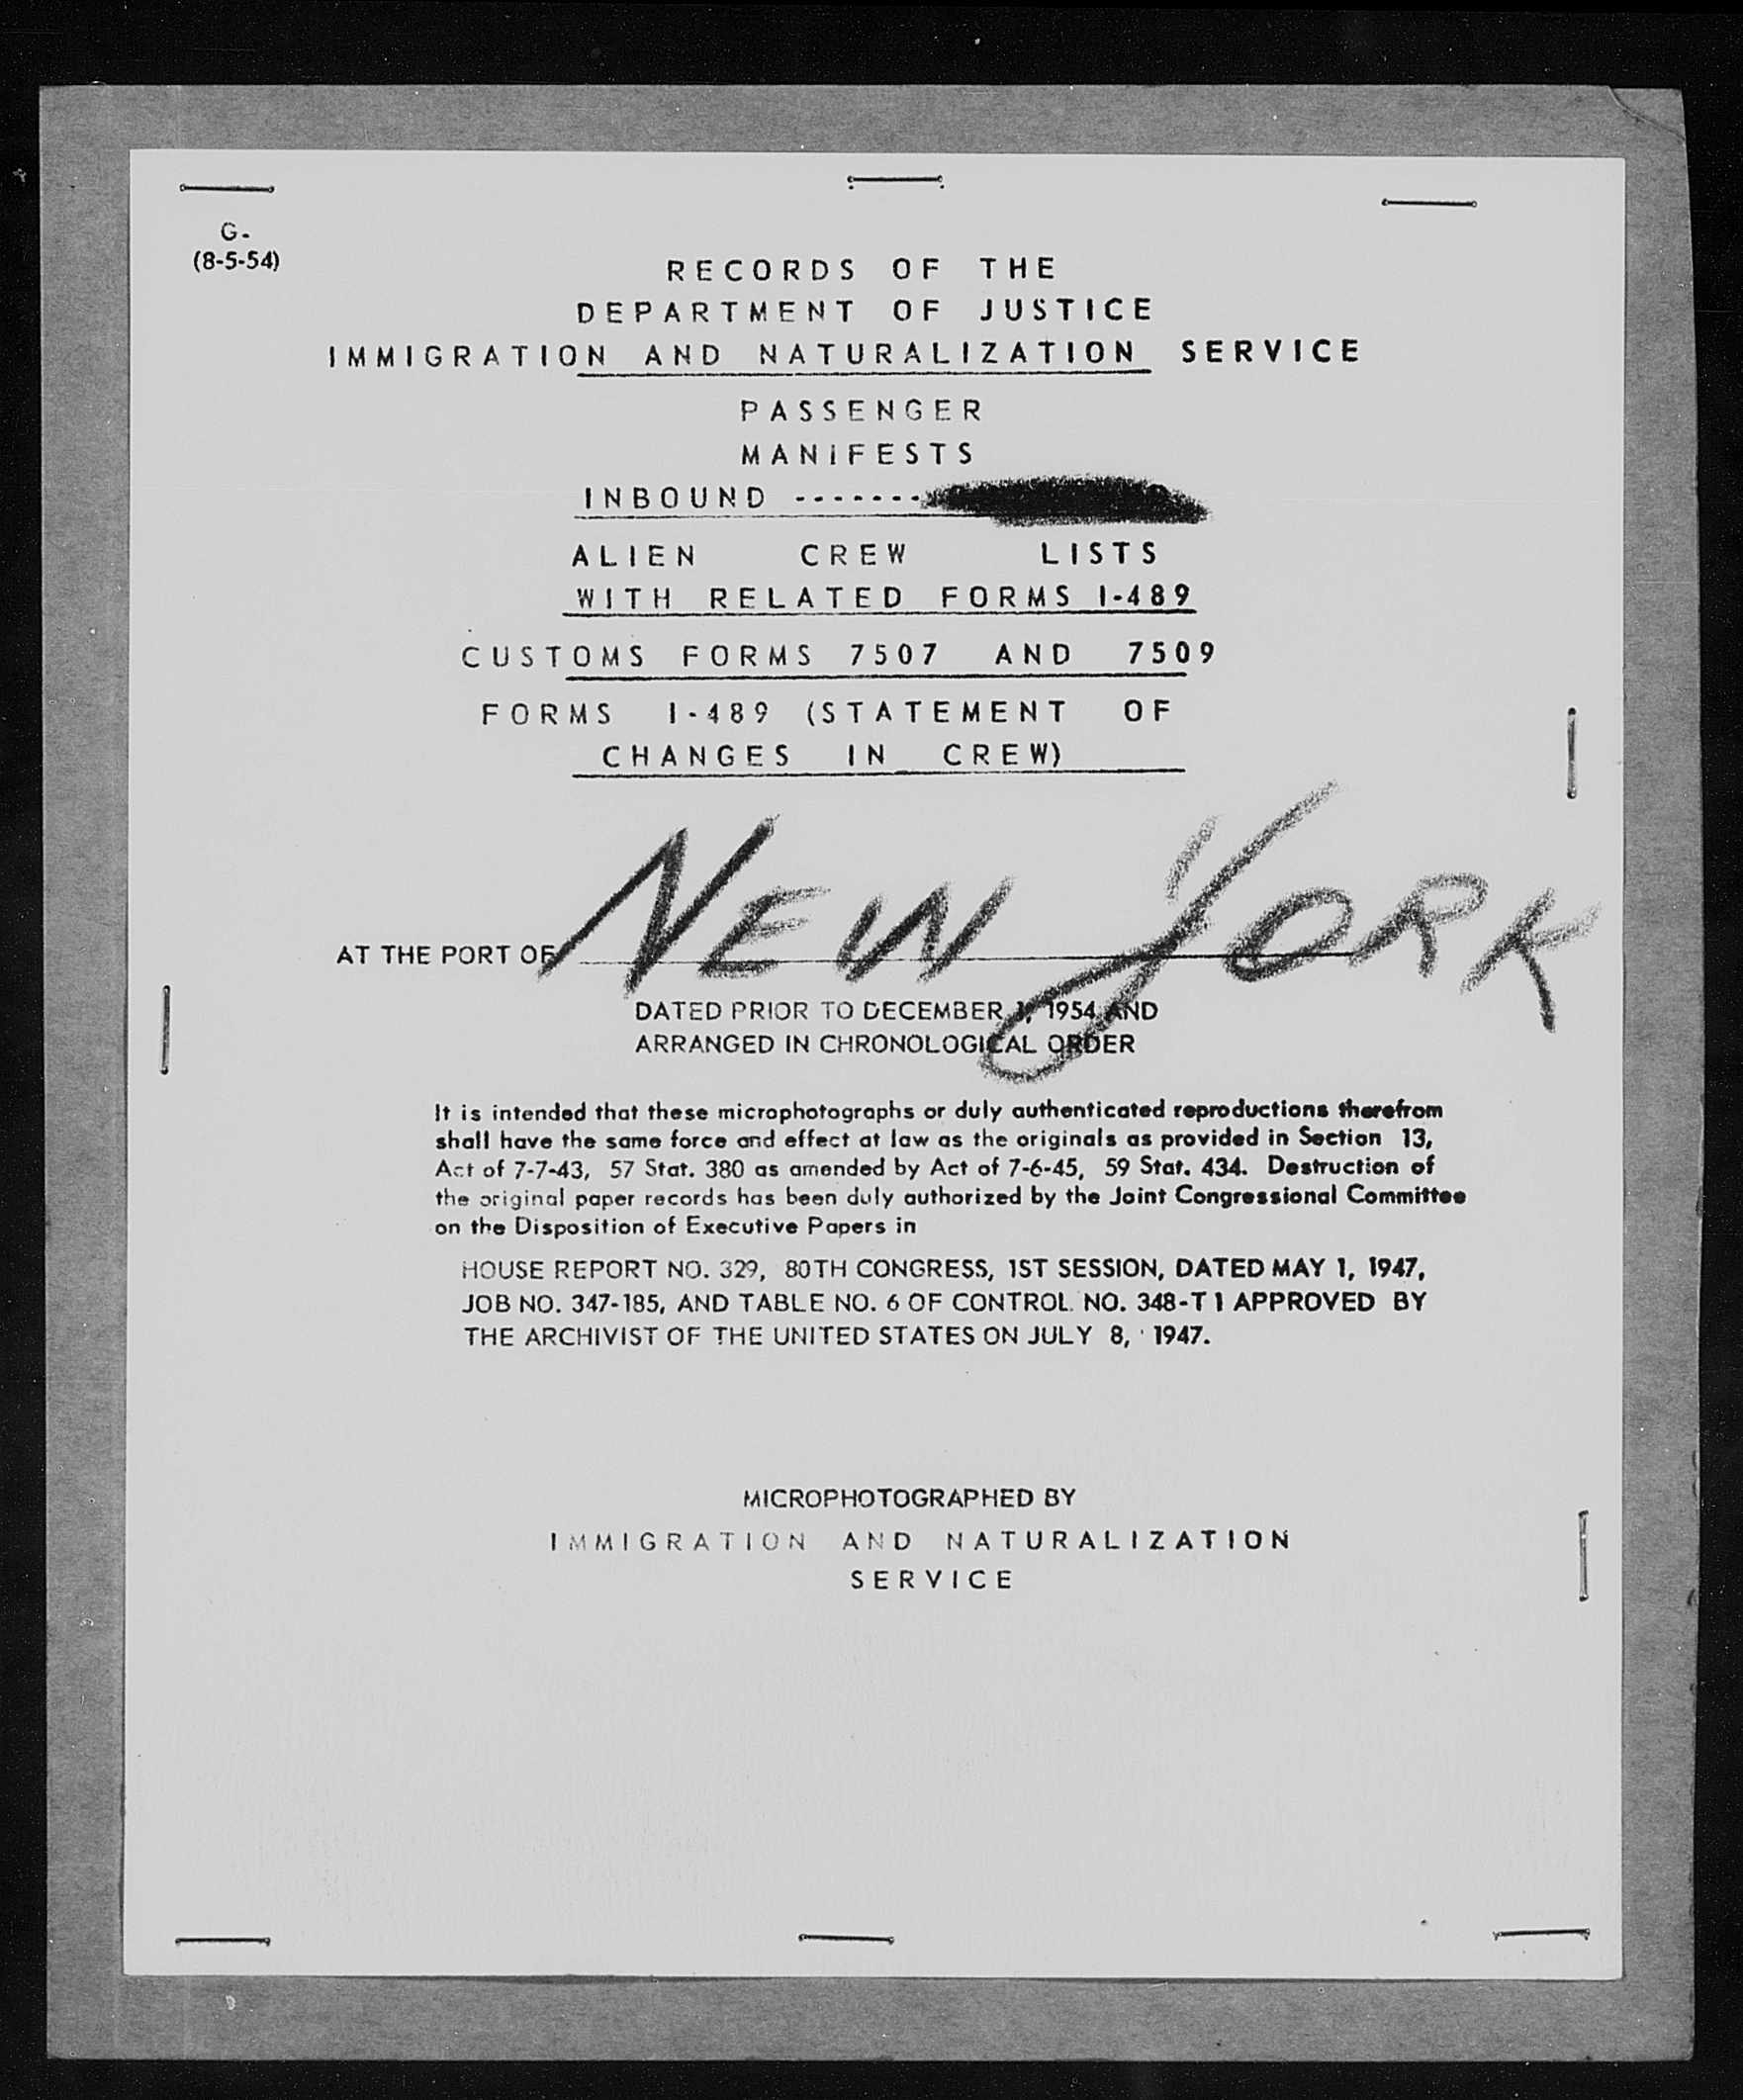 G-
(8-5-54)
RECORDS OF THE
DEPARTMENT OF JUSTICE
IMMIGRATION AND NATURALIZATION SERVICE
PASSENGER
MANIFESTS
INBOUND -------
ALIEN CREW LISTS
WITH RELATED FORMS I-489
CUSTOMS FORMS 7507 AND 7509
FORMS I-489 (STATEMENT OF
CHANGES IN CREW)
AT THE PORT OF NEW YORK
DATED PRIOR TO DECEMBER 1, 1954 AND
ARRANGED IN CHRONOLOGICAL ORDER
It is intended that these microphotographs or duly authenticated reproductions therefrom
shall have the same force and effect at law as the originals as provided in Section 13,
Act of 7-7-43, 57 Stat. 380 as amended by Act of 7-6-45, 59 Stat. 434. Destruction of
the original paper records has been duly authorized by the Joint Congressional Committee
on the Disposition of Executive Papers in
HOUSE REPORT NO. 329, 80TH CONGRESS, 1ST SESSION, DATED MAY 1, 1947,
JOB NO. 347-185, AND TABLE NO. 6 OF CONTROL NO. 348-T1 APPROVED BY
THE ARCHIVIST OF THE UNITED STATES ON JULY 8, 1947.
MICROPHOTOGRAPHED BY
IMMIGRATION AND NATURALIZATION
SERVICE